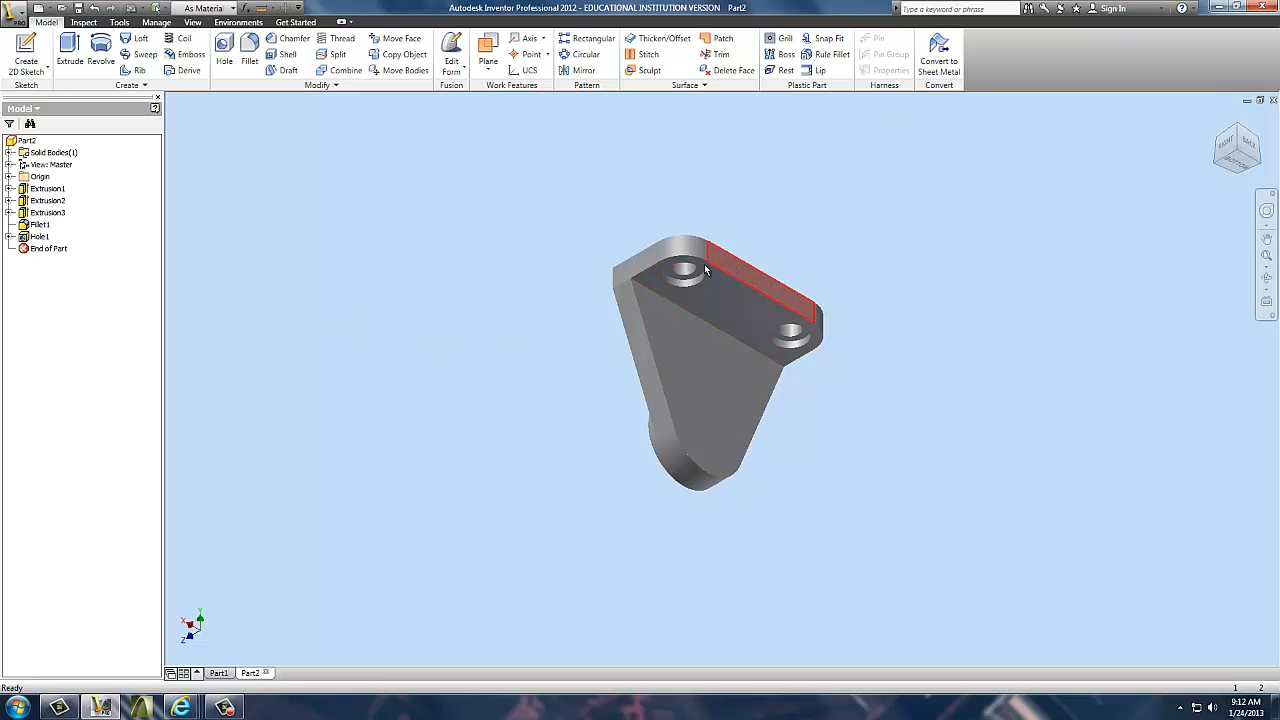 Autodesk Inventor Professional 2012 - EDUCATIONAL INSTITUTION VERSION Part2
As Material
Type a keyword or phrase
Sign In
PRO
Model Inspect Tools Manage View Environments Get Started
Create 2D Sketch
Extrude Revolve
Loft Coil
Sweep Emboss
Rib Derive
Hole Fillet
Chamfer Thread Move Face
Shell Split Copy Object
Draft Combine Move Bodies
Edit Form
Plane
Axis
Point
UCS
Rectangular
Circular
Mirror
Thicken/Offset Patch
Stitch Trim
Sculpt Delete Face
Grill Snap Fit
Boss Rule Fillet
Rest Lip
Pin
Pin Group
Properties
Convert to Sheet Metal
Sketch Create Modify Fusion Work Features Pattern Surface Plastic Part Harness Convert
Model
Part2
Solid Bodies(1)
View: Master
Origin
Extrusion1
Extrusion2
Extrusion3
Fillet1
Hole1
End of Part
RIGHT BACK
BOTTOM
Y
X
Z
Part1 Part2
Ready
1 2
9:12 AM
1/24/2013